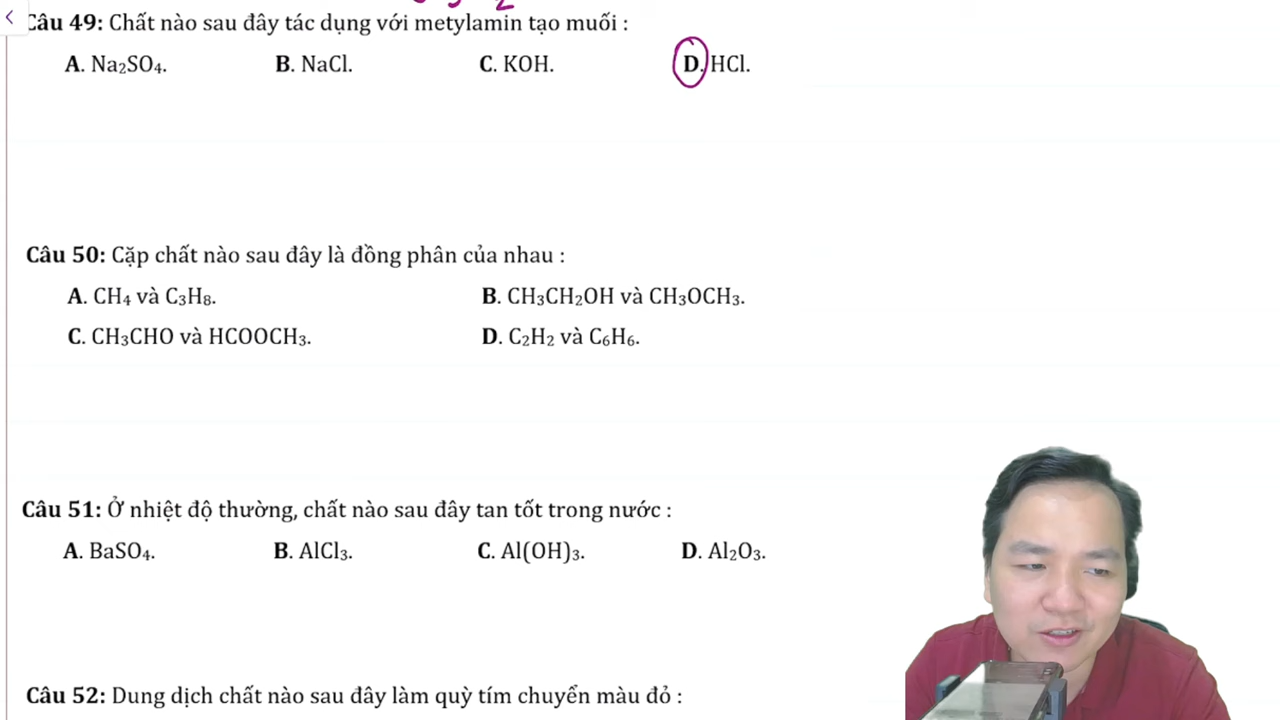 Câu 49: Chất nào sau đây tác dụng với metylamin tạo muối :
A. Na₂SO₄. B. NaCl. C. KOH. D. HCl.
Câu 50: Cặp chất nào sau đây là đồng phân của nhau :
A. CH₄ và C₃H₈. B. CH₃CH₂OH và CH₃OCH₃.
C. CH₃CHO và HCOOCH₃. D. C₂H₂ và C₆H₆.
Câu 51: Ở nhiệt độ thường, chất nào sau đây tan tốt trong nước :
A. BaSO₄. B. AlCl₃. C. Al(OH)₃. D. Al₂O₃.
Câu 52: Dung dịch chất nào sau đây làm quỳ tím chuyển màu đỏ :